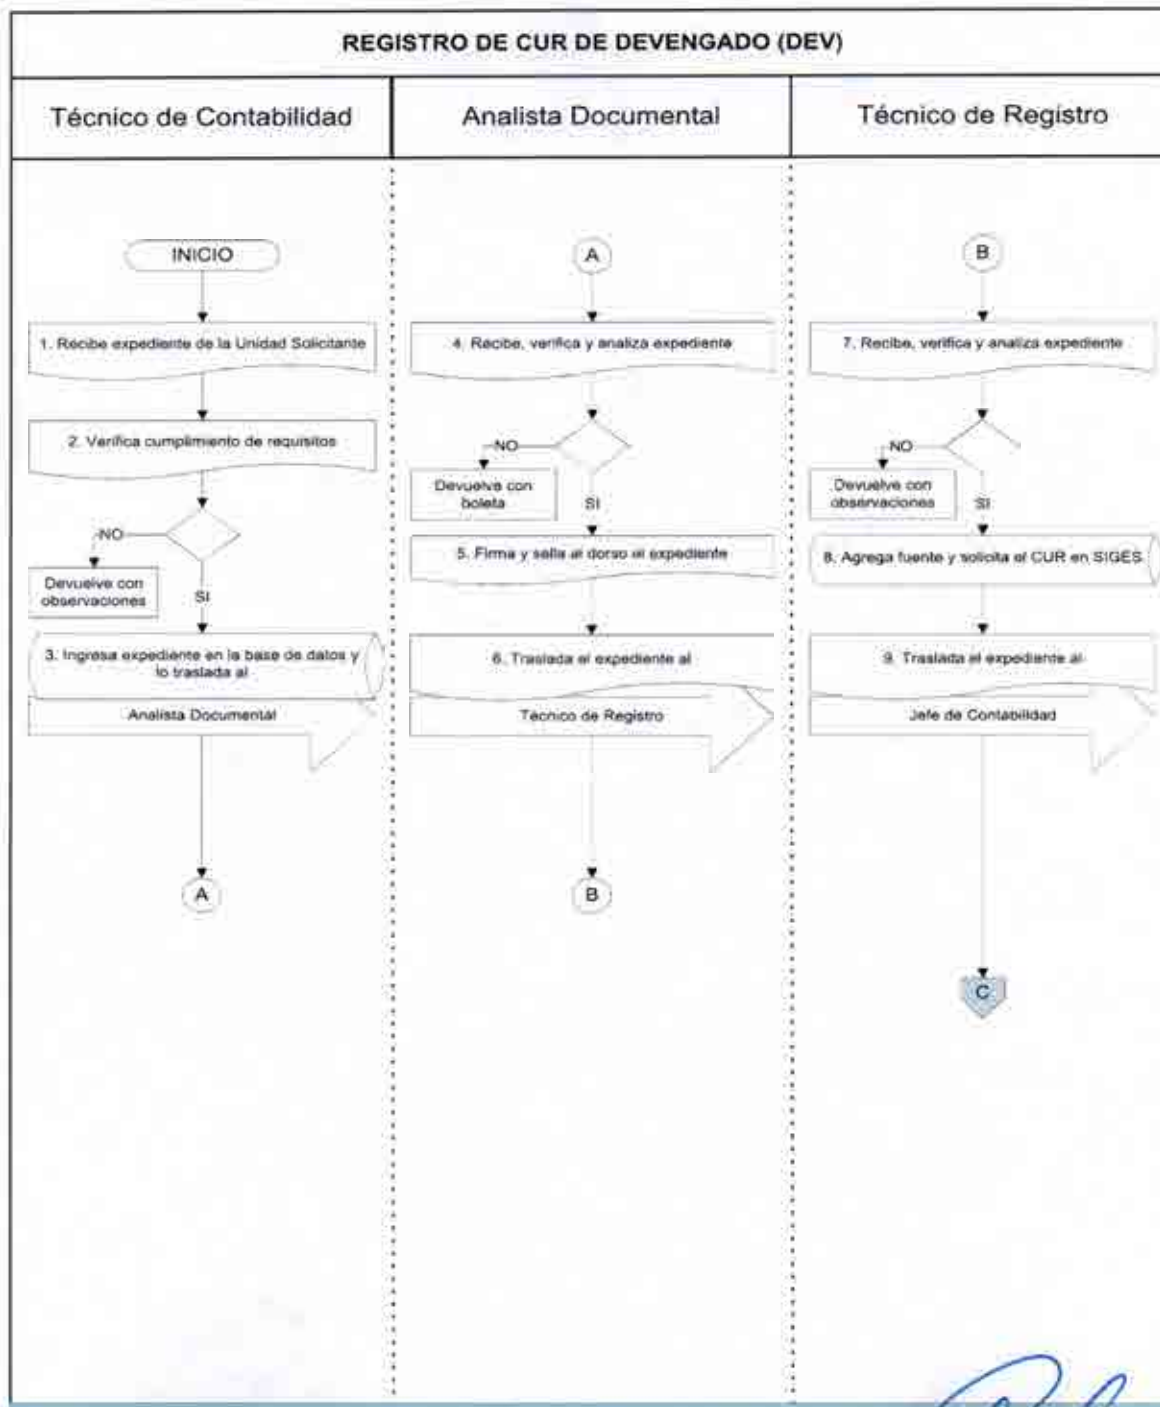 REGISTRO DE CUR DE DEVENGADO (DEV)
Técnico de Contabilidad
Analista Documental
Técnico de Registro
INICIO
1. Recibe expediente de la Unidad Solicitante
2. Verifica cumplimiento de requisitos
NO
Devuelve con
observaciones
SI
3. Ingresa expediente en la base de datos y
lo traslada al
Analista Documental
A
A
4. Recibe, verifica y analiza expediente
NO
Devuelve con
boleta
SI
5. Firma y sella al dorso el expediente
6. Traslada el expediente al
Técnico de Registro
B
B
7. Recibe, verifica y analiza expediente
NO
Devuelve con
observaciones
SI
8. Agrega fuente y solicita el CUR en SIGES
9. Traslada el expediente al
Jefe de Contabilidad
C